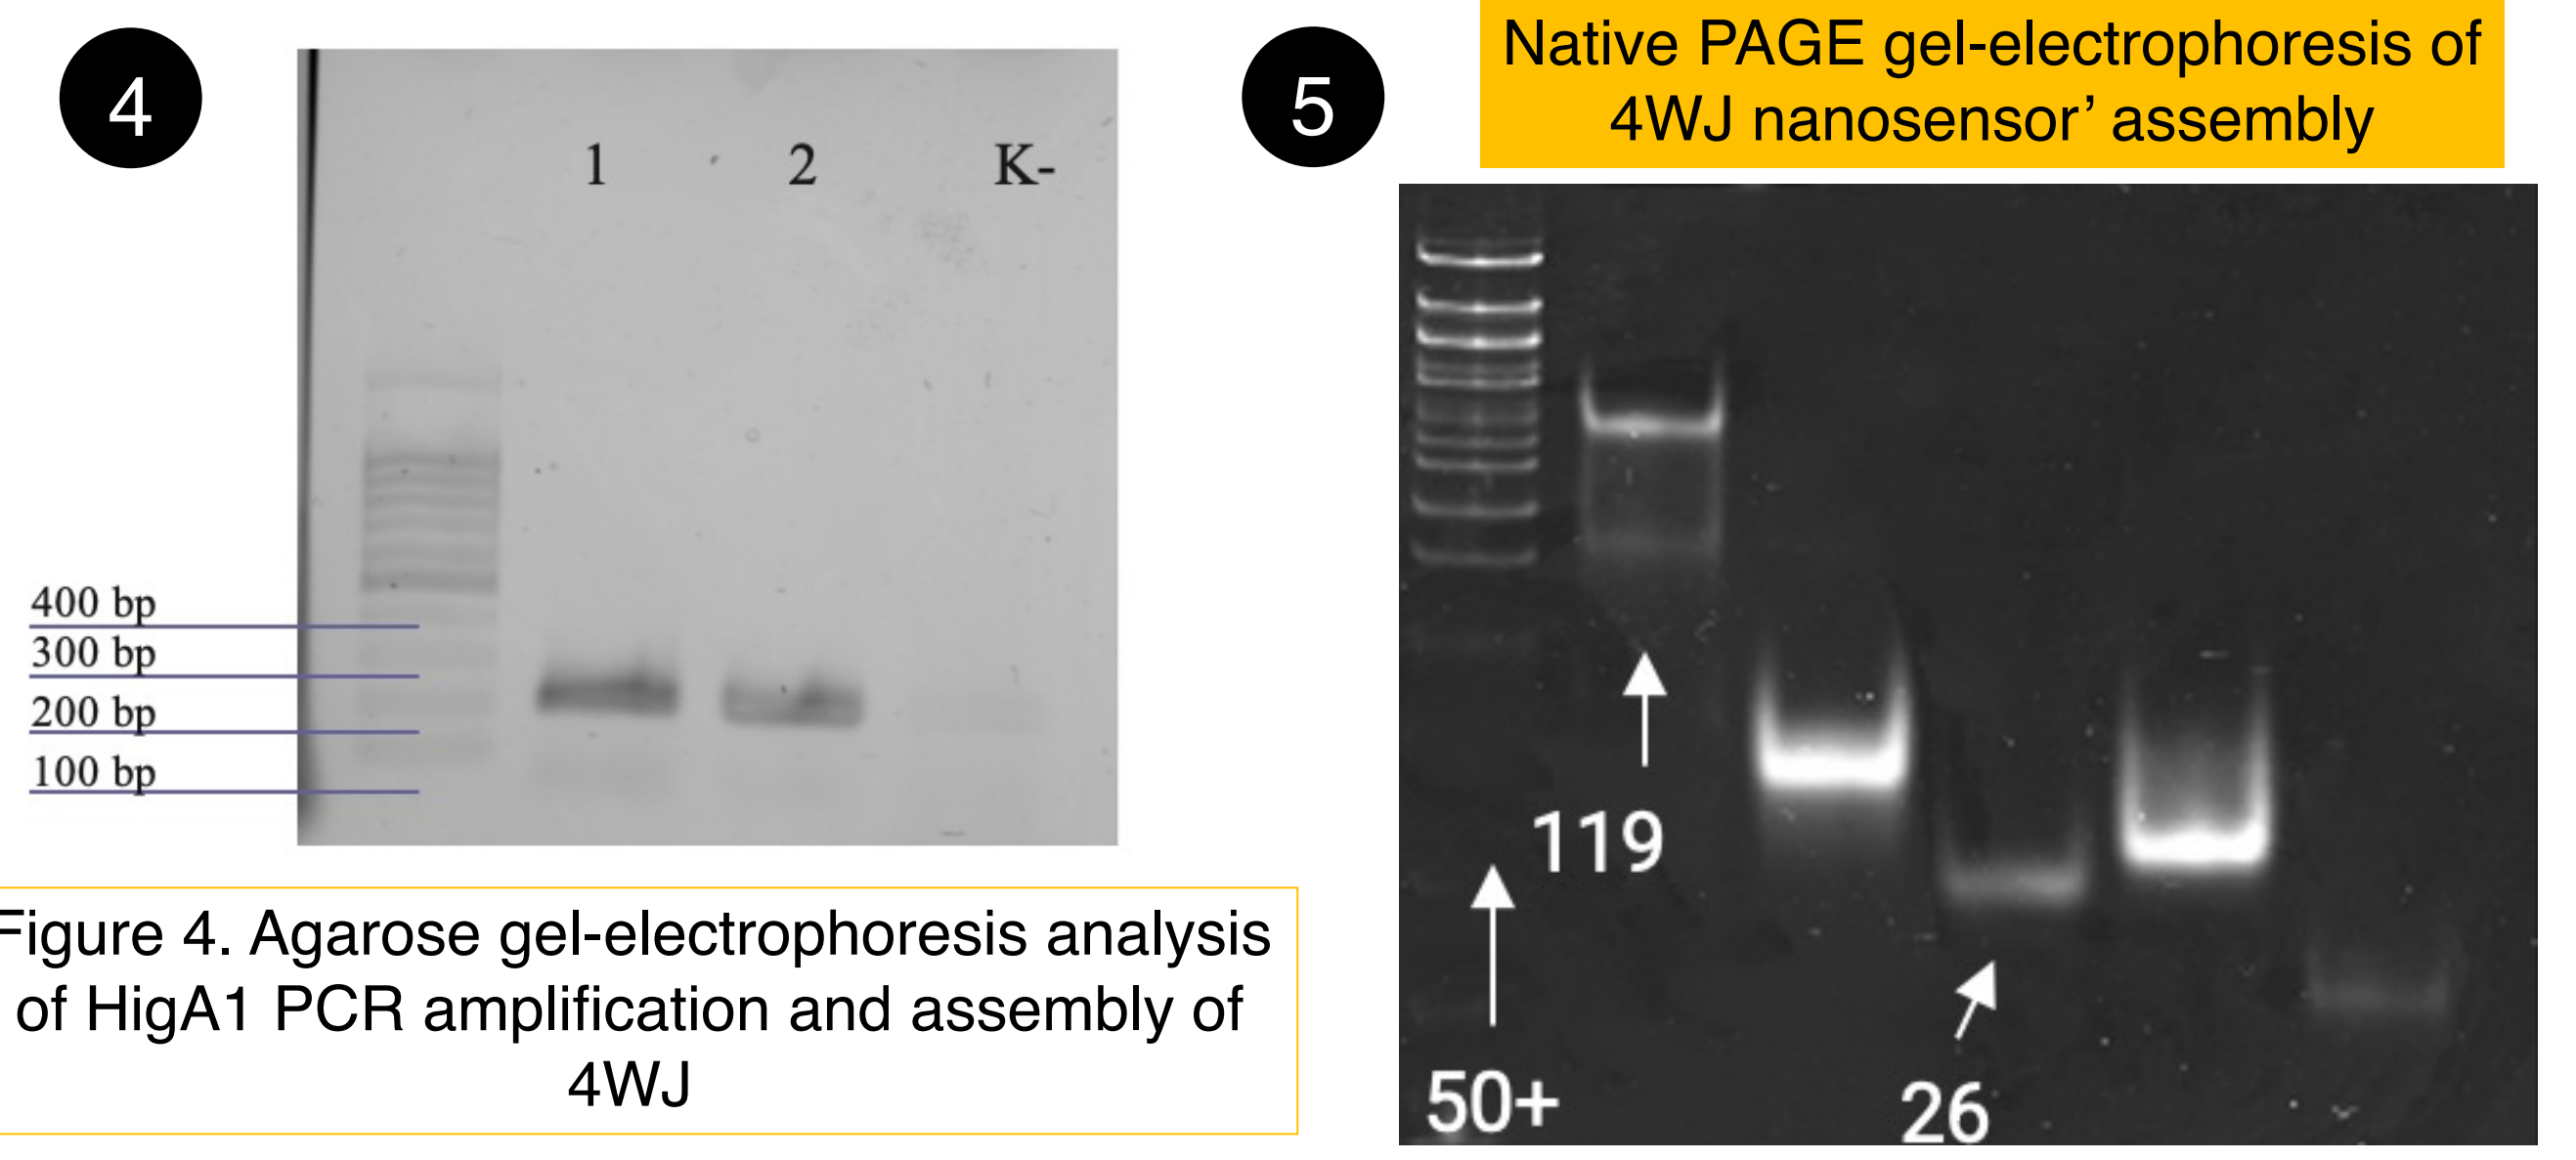 4
1 2 K-
400 bp
300 bp
200 bp
100 bp
Figure 4. Agarose gel-electrophoresis analysis
of HigA1 PCR amplification and assembly of
4WJ
5
Native PAGE gel-electrophoresis of
4WJ nanosensor’ assembly
119
50+
26